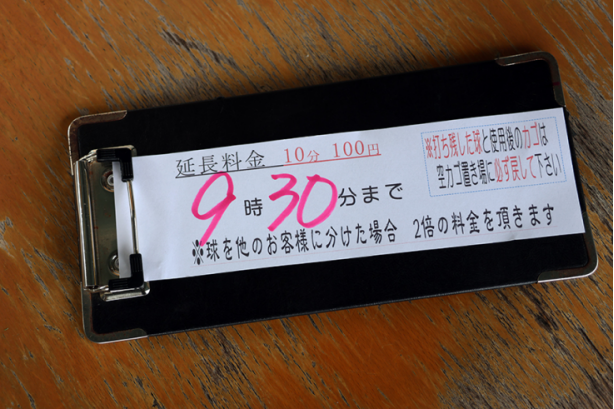 延長料金 10分 100円
9時30分まで
※球を他のお客様に分けた場合 2倍の料金を頂きます
※打ち残した球と使用後のカゴは
空カゴ置き場に必ず戻して下さい